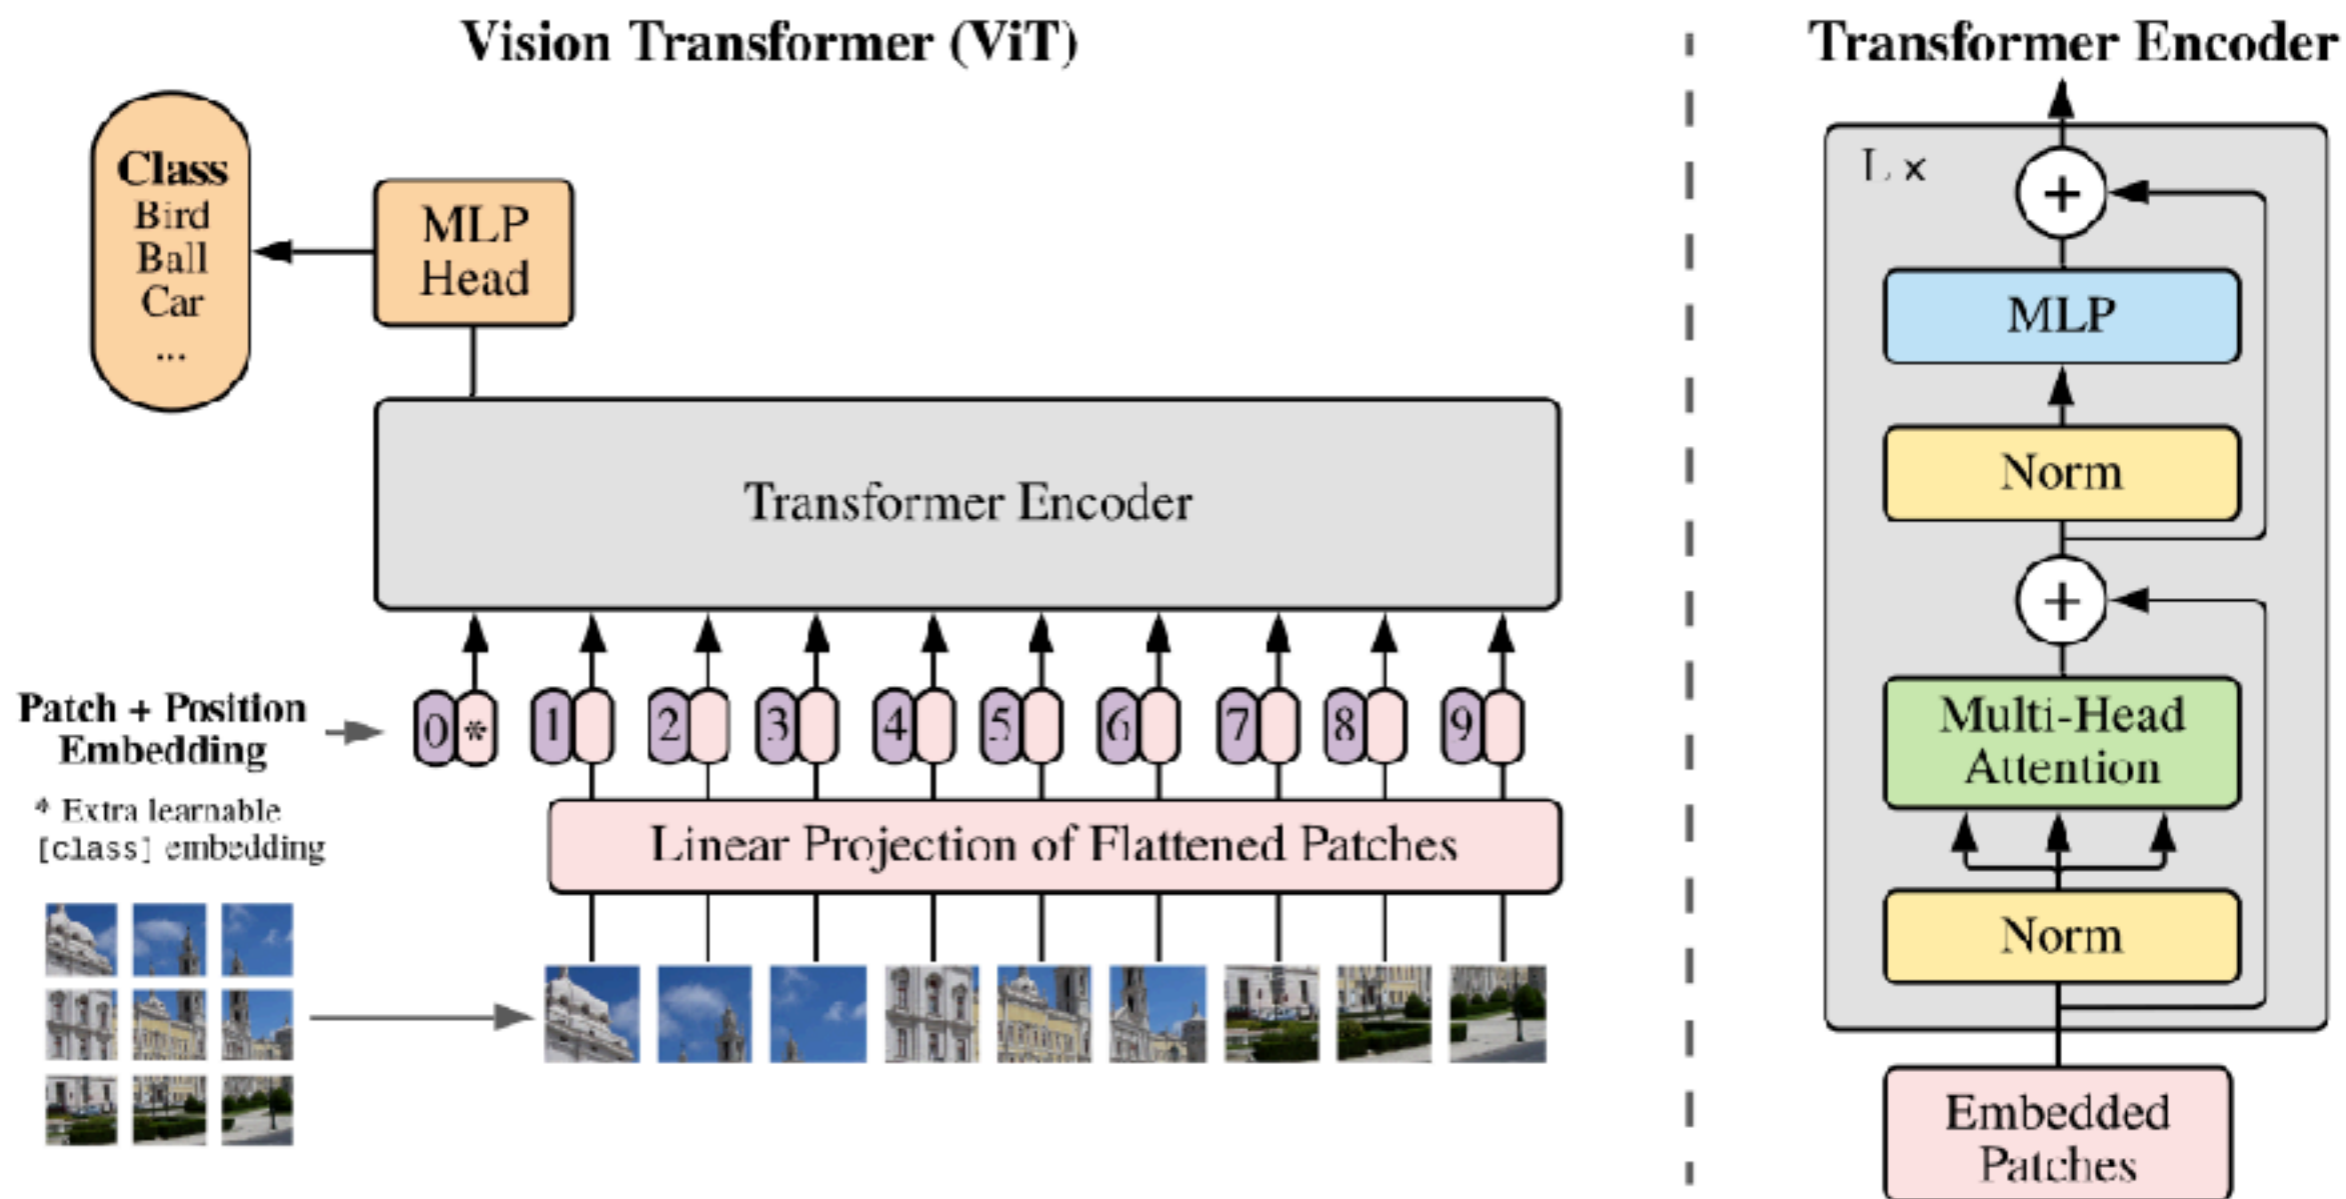 Vision Transformer (ViT)
Class
Bird
Ball
Car
...
MLP
Head
Transformer Encoder
Patch + Position
Embedding
* Extra learnable
[class] embedding
0 *
1
2
3
4
5
6
7
8
9
Linear Projection of Flattened Patches
Transformer Encoder
L x
+
MLP
Norm
+
Multi-Head
Attention
Norm
Embedded
Patches